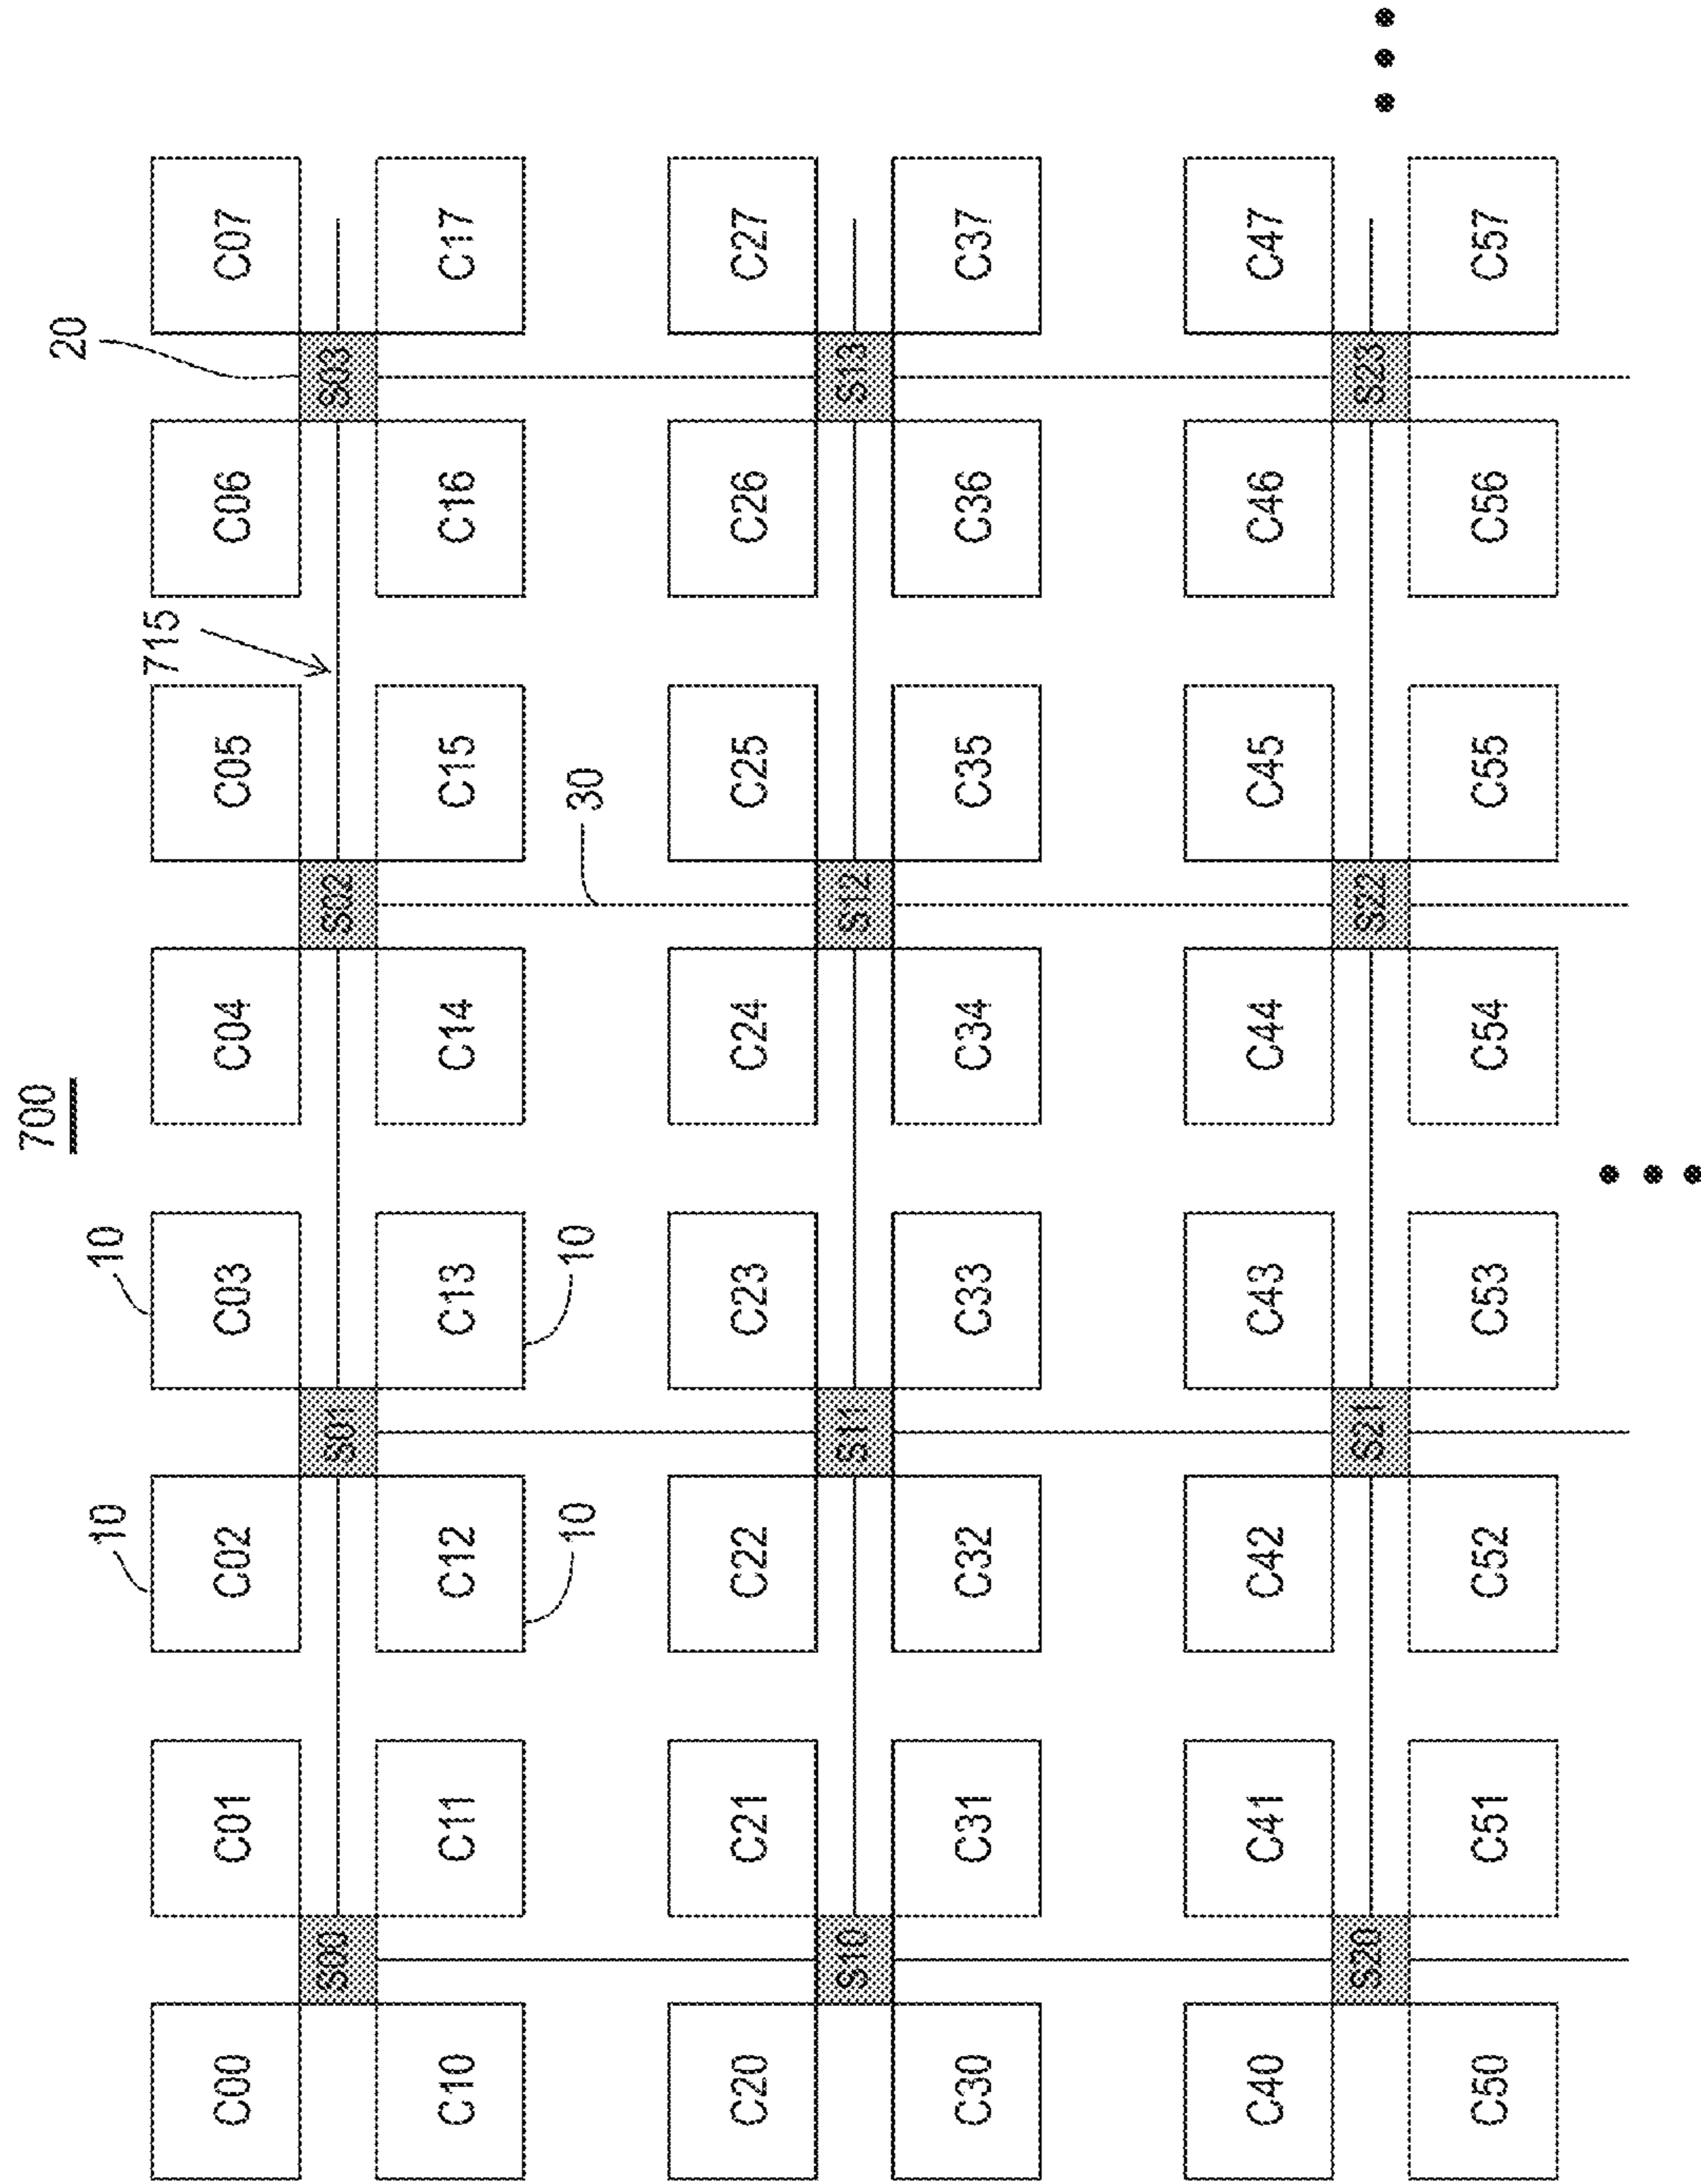 700
20
10 10
715
C00 C01 C02 C03 C04 C05 C06 C07
S00 S01 S02 S03
C10 C11 C12 C13 C14 C15 C16 C17
10 10 30
C20 C21 C22 C23 C24 C25 C26 C27
S10 S11 S12 S13
C30 C31 C32 C33 C34 C35 C36 C37
C40 C41 C42 C43 C44 C45 C46 C47
S20 S21 S22 S23
C50 C51 C52 C53 C54 C55 C56 C57